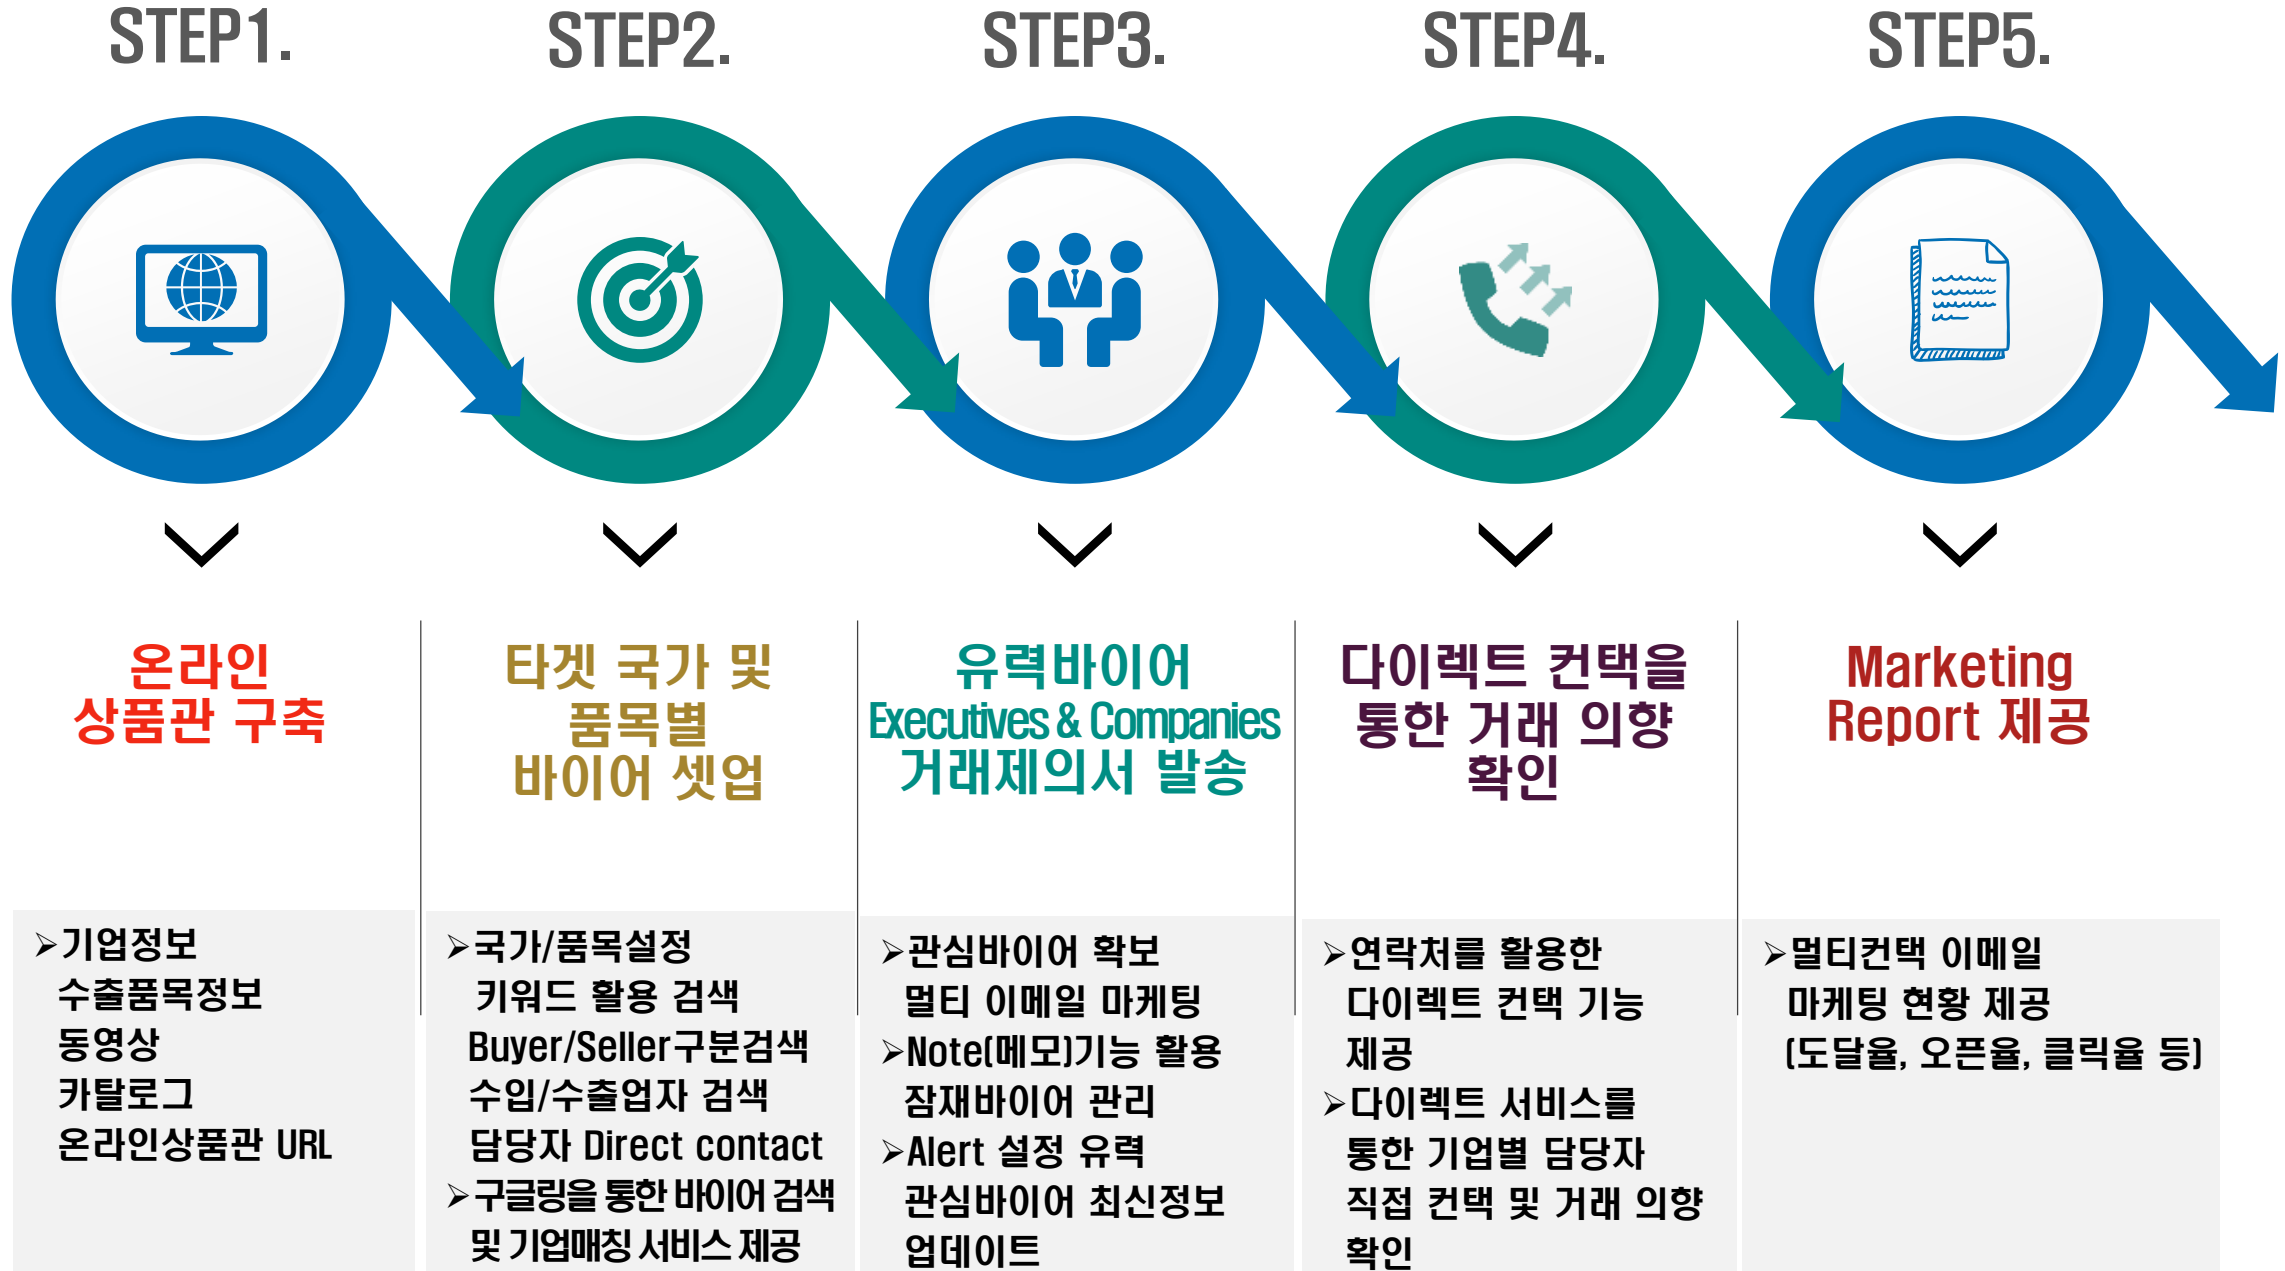 STEP1.
STEP2.
STEP3.
STEP4.
STEP5.
온라인
상품관 구축
타겟 국가 및
품목별
바이어 셋업
유력바이어
Executives & Companies
거래제의서 발송
다이렉트 컨택을
통한 거래 의향
확인
Marketing
Report 제공
➢기업정보
수출품목정보
동영상
카탈로그
온라인상품관 URL
➢국가/품목설정
키워드 활용 검색
Buyer/Seller구분검색
수입/수출업자 검색
담당자 Direct contact
➢구글링을 통한 바이어 검색
및 기업매칭 서비스 제공
➢관심바이어 확보
멀티 이메일 마케팅
➢Note(메모)기능 활용
잠재바이어 관리
➢Alert 설정 유력
관심바이어 최신정보
업데이트
➢연락처를 활용한
다이렉트 컨택 기능
제공
➢다이렉트 서비스를
통한 기업별 담당자
직접 컨택 및 거래 의향
확인
➢멀티컨택 이메일
마케팅 현황 제공
(도달율, 오픈율, 클릭율 등)